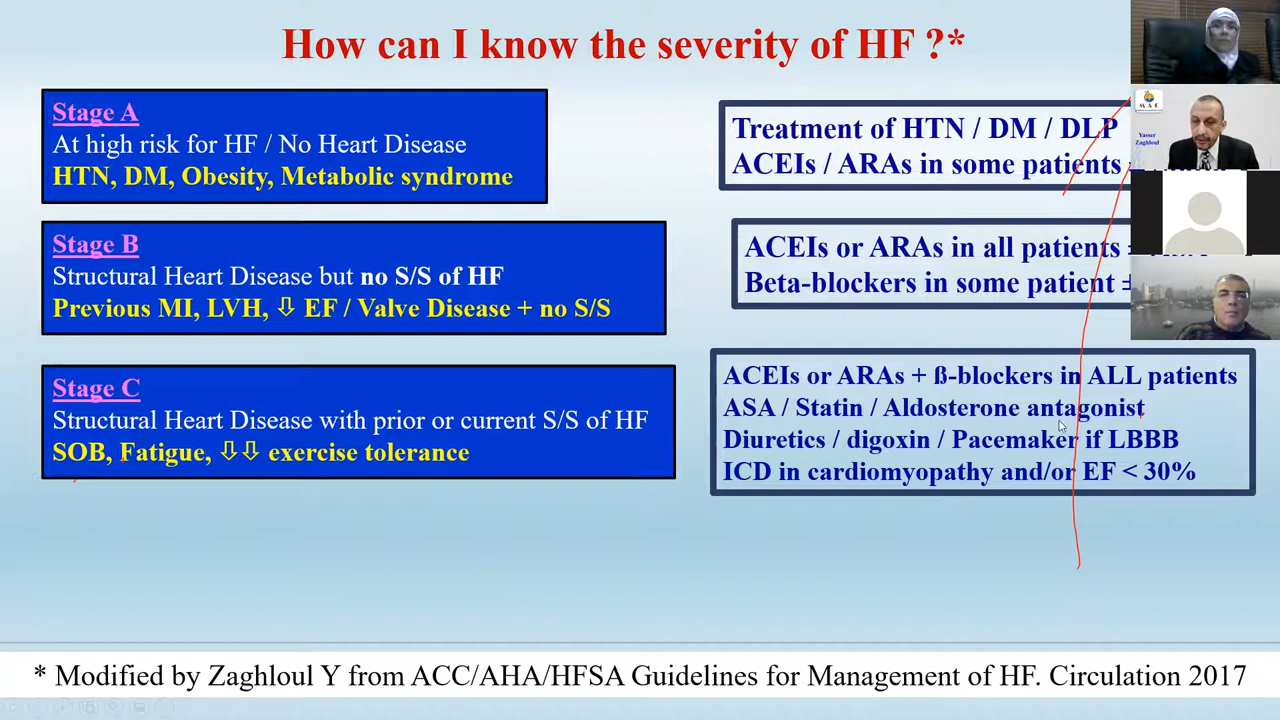 How can I know the severity of HF ?*
Stage A
At high risk for HF / No Heart Disease
HTN, DM, Obesity, Metabolic syndrome
Treatment of HTN / DM / DLP
ACEIs / ARAs in some patients
Stage B
Structural Heart Disease but no S/S of HF
Previous MI, LVH, ⇩ EF / Valve Disease + no S/S
ACEIs or ARAs in all patients
Beta-blockers in some patient ±
Stage C
Structural Heart Disease with prior or current S/S of HF
SOB, Fatigue, ⇩⇩ exercise tolerance
ACEIs or ARAs + ß-blockers in ALL patients
ASA / Statin / Aldosterone antagonist
Diuretics / digoxin / Pacemaker if LBBB
ICD in cardiomyopathy and/or EF < 30%
M A C
Yasser
Zaghloul
* Modified by Zaghloul Y from ACC/AHA/HFSA Guidelines for Management of HF. Circulation 2017